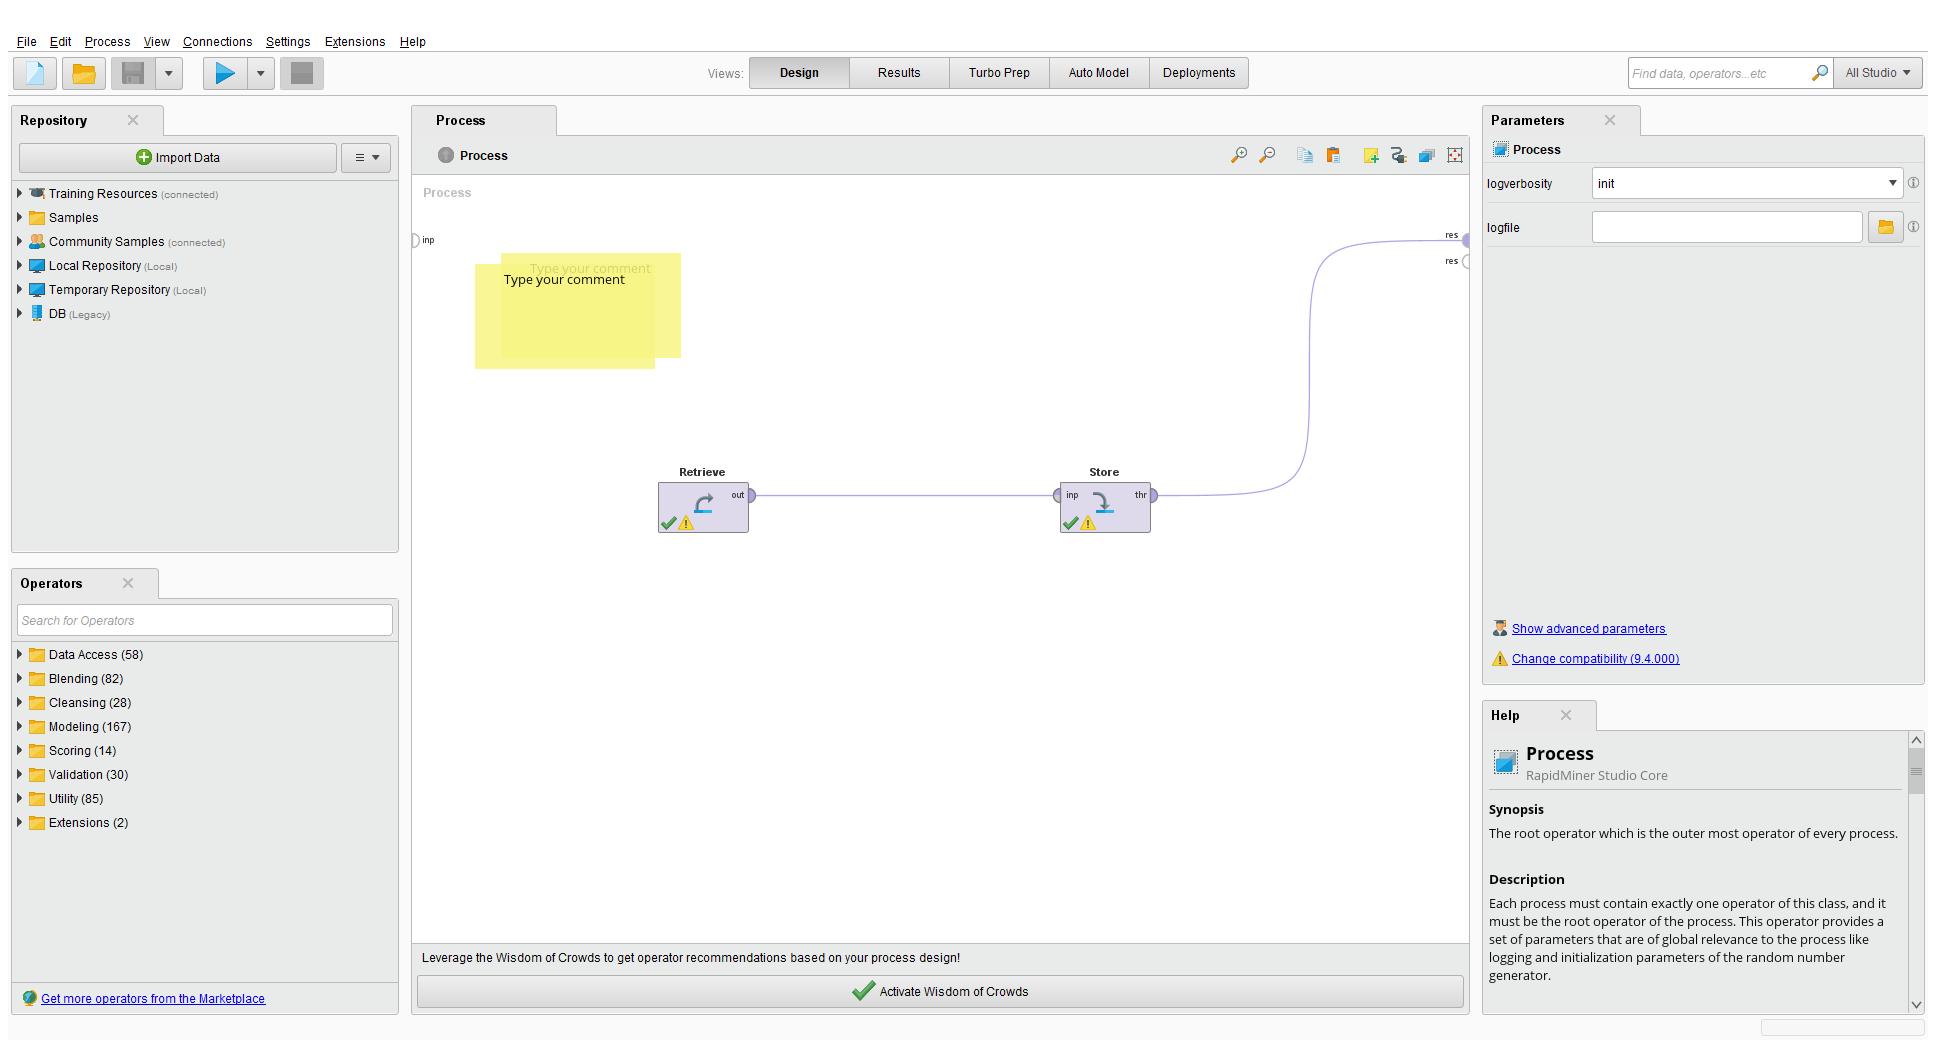 File Edit Process View Connections Settings Extensions Help
Views: Design Results Turbo Prep Auto Model Deployments
Find data, operators...etc All Studio
Repository
Import Data
Training Resources (connected)
Samples
Community Samples (connected)
Local Repository (Local)
Temporary Repository (Local)
DB (Legacy)
Operators
Search for Operators
Data Access (58)
Blending (82)
Cleansing (28)
Modeling (167)
Scoring (14)
Validation (30)
Utility (85)
Extensions (2)
Get more operators from the Marketplace
Process
Process
Process
inp
res
res
Type your comment
Type your comment
Retrieve
out
Store
inp thr
Leverage the Wisdom of Crowds to get operator recommendations based on your process design!
Activate Wisdom of Crowds
Parameters
Process
logverbosity init
logfile
Show advanced parameters
Change compatibility (9.4.000)
Help
Process
RapidMiner Studio Core
Synopsis
The root operator which is the outer most operator of every process.
Description
Each process must contain exactly one operator of this class, and it
must be the root operator of the process. This operator provides a
set of parameters that are of global relevance to the process like
logging and initialization parameters of the random number
generator.